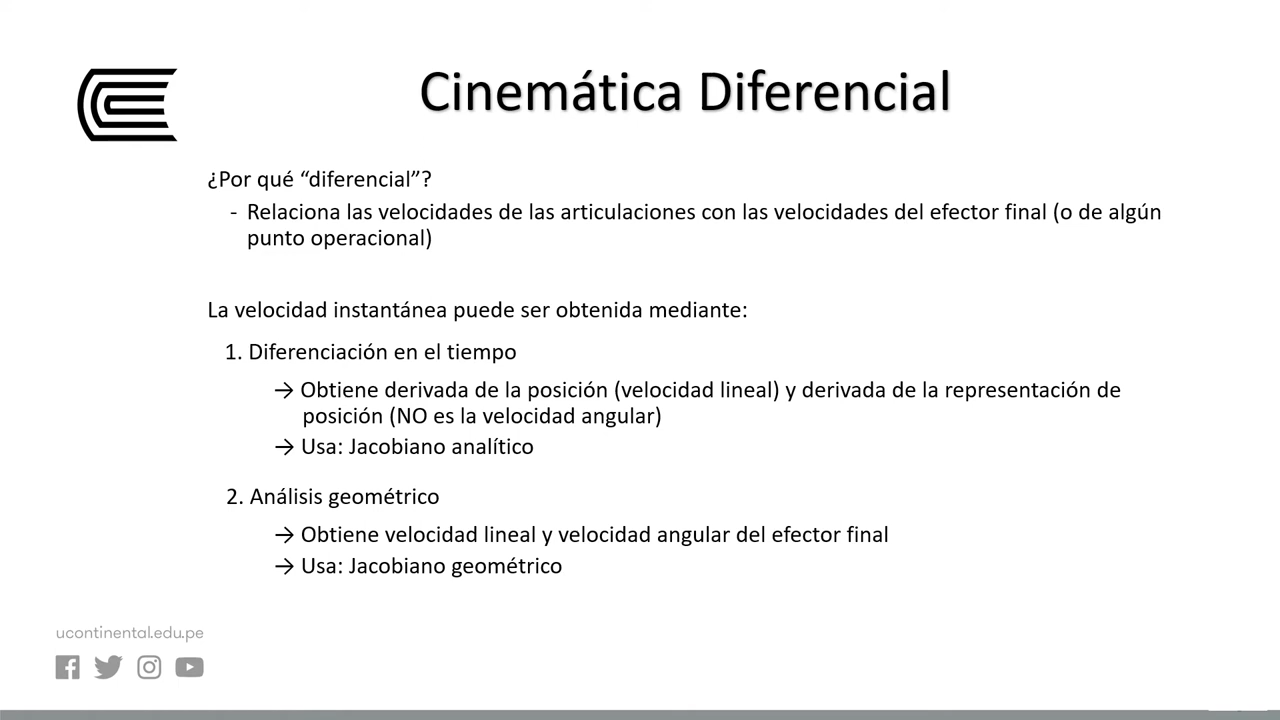 Cinemática Diferencial
¿Por qué “diferencial”?
- Relaciona las velocidades de las articulaciones con las velocidades del efector final (o de algún
punto operacional)
La velocidad instantánea puede ser obtenida mediante:
1. Diferenciación en el tiempo
→ Obtiene derivada de la posición (velocidad lineal) y derivada de la representación de
posición (NO es la velocidad angular)
→ Usa: Jacobiano analítico
2. Análisis geométrico
→ Obtiene velocidad lineal y velocidad angular del efector final
→ Usa: Jacobiano geométrico
ucontinental.edu.pe